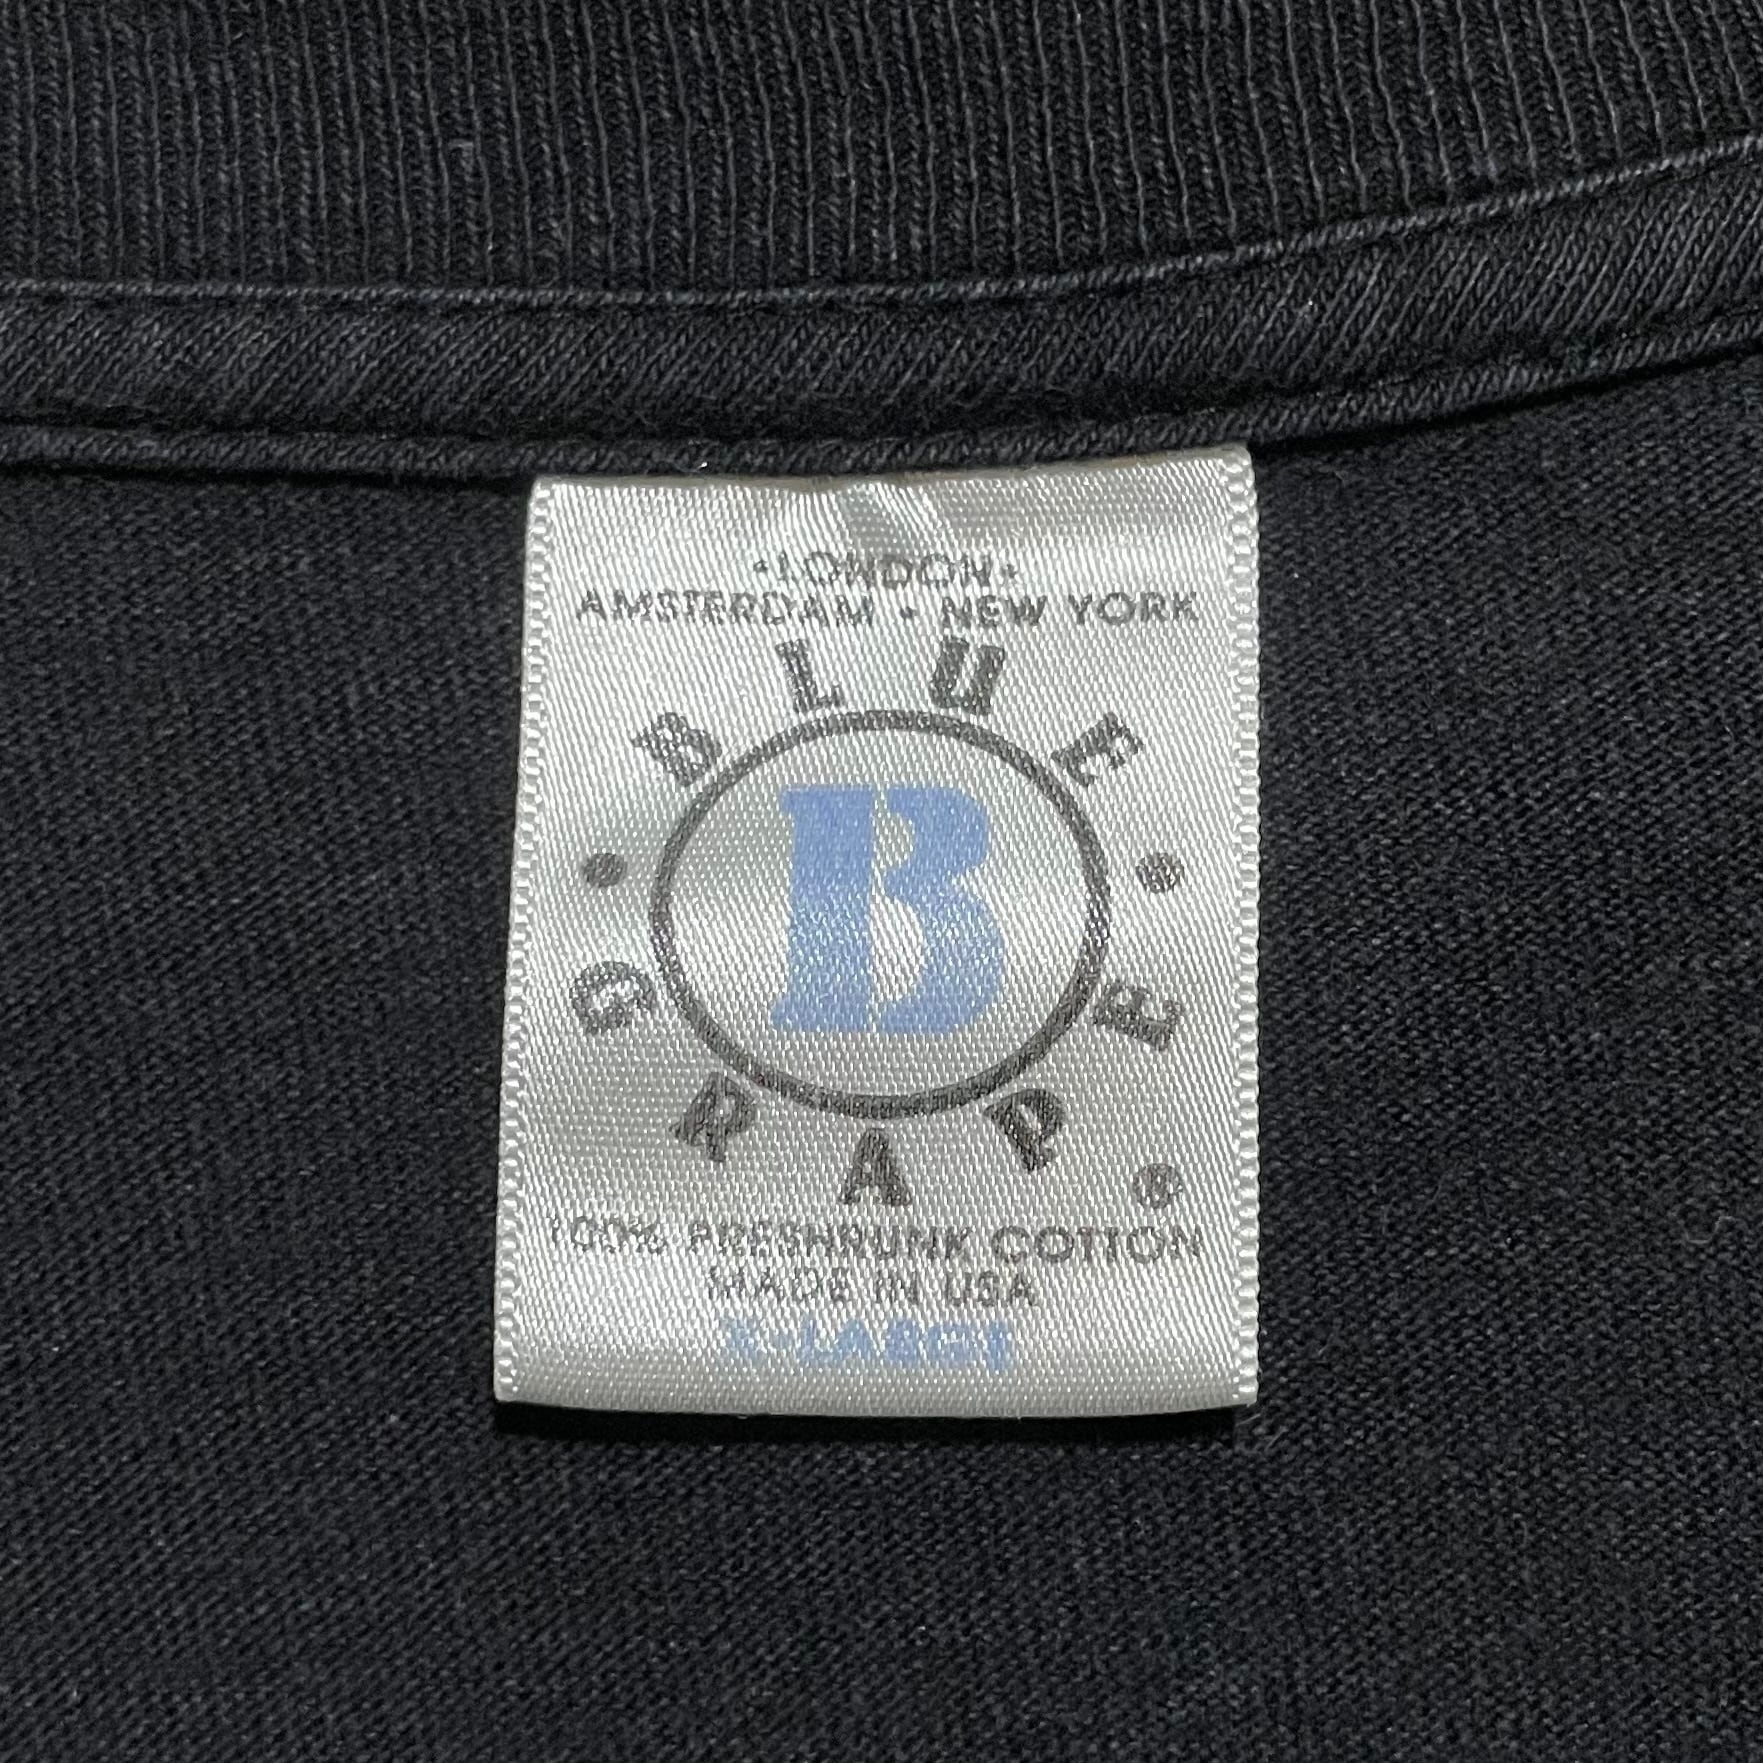 •LONDON•
AMSTERDAM • NEW YORK
BLUE
B
GRAPE
100% PRESHRUNK COTTON
MADE IN USA
X-LARGE